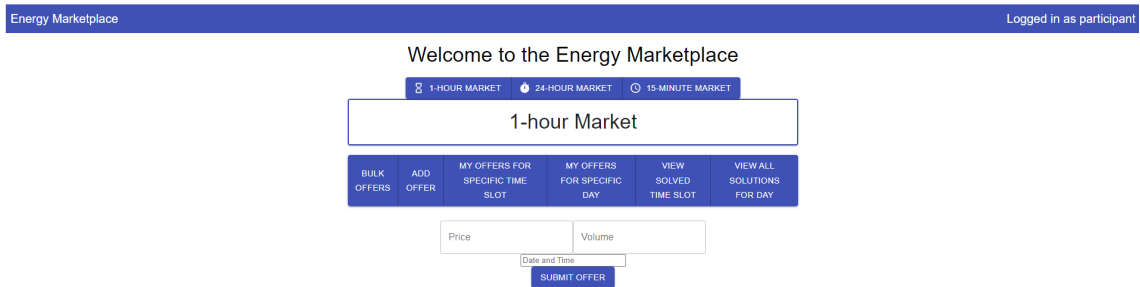 Energy Marketplace Logged in as participant
Welcome to the Energy Marketplace
1-HOUR MARKET 24-HOUR MARKET 15-MINUTE MARKET
1-hour Market
BULK
OFFERS
ADD
OFFER
MY OFFERS FOR
SPECIFIC TIME
SLOT
MY OFFERS
FOR SPECIFIC
DAY
VIEW
SOLVED
TIME SLOT
VIEW ALL
SOLUTIONS
FOR DAY
Price Volume
Date and Time
SUBMIT OFFER